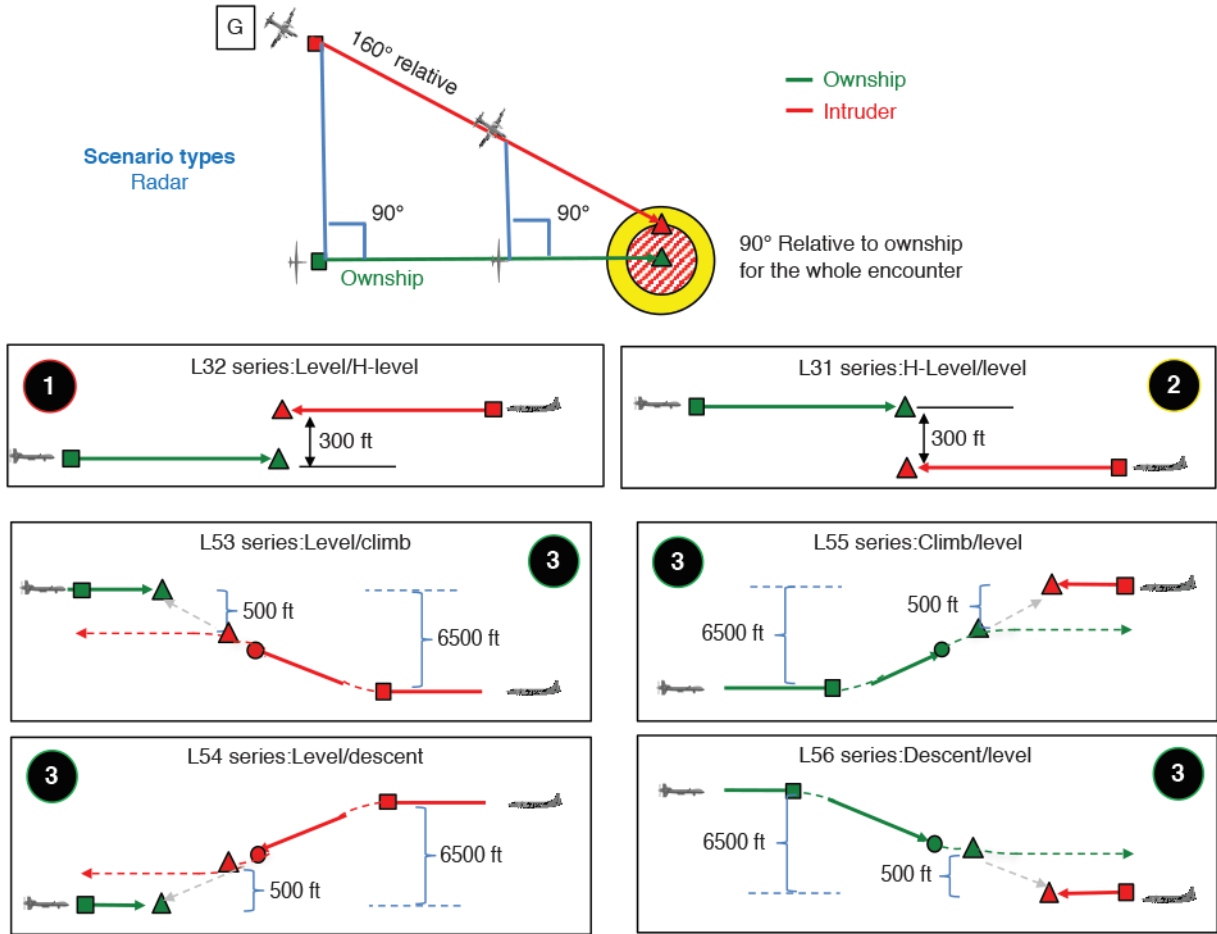 G
160° relative
Ownship
Intruder
Scenario types
Radar
90°
90°
Ownship
90° Relative to ownship
for the whole encounter
1
L32 series:Level/H-level
300 ft
L31 series:H-Level/level
2
300 ft
L53 series:Level/climb
3
500 ft
6500 ft
3
L55 series:Climb/level
6500 ft
500 ft
3
L54 series:Level/descent
500 ft
6500 ft
L56 series:Descent/level
3
6500 ft
500 ft